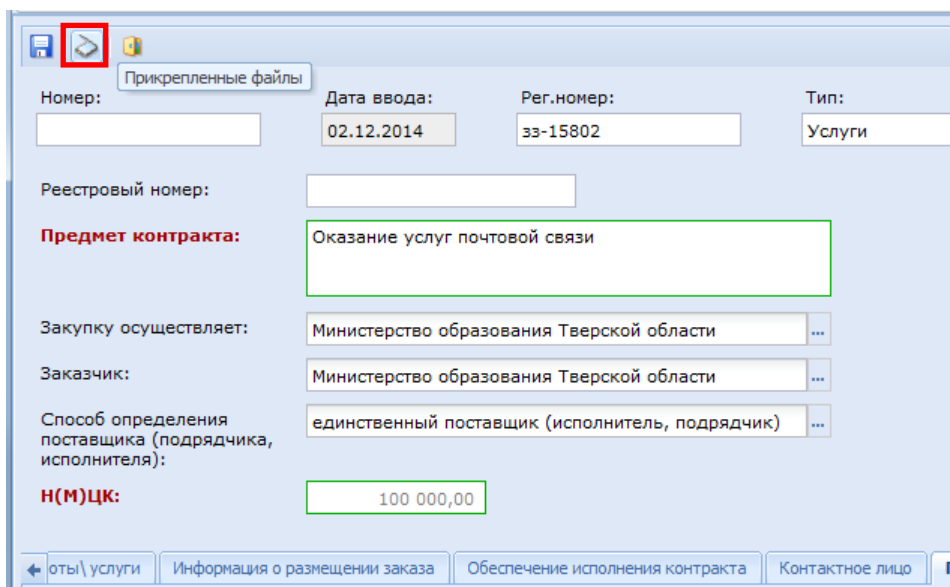 Прикрепленные файлы
Номер: Дата ввода: Рег.номер: Тип:
02.12.2014 зз-15802 Услуги
Реестровый номер:
Предмет контракта: Оказание услуг почтовой связи
Закупку осуществляет: Министерство образования Тверской области ...
Заказчик: Министерство образования Тверской области ...
Способ определения единственный поставщик (исполнитель, подрядчик) ...
поставщика (подрядчика,
исполнителя):
Н(М)ЦК: 100 000,00
оты\ услуги Информация о размещении заказа Обеспечение исполнения контракта Контактное лицо